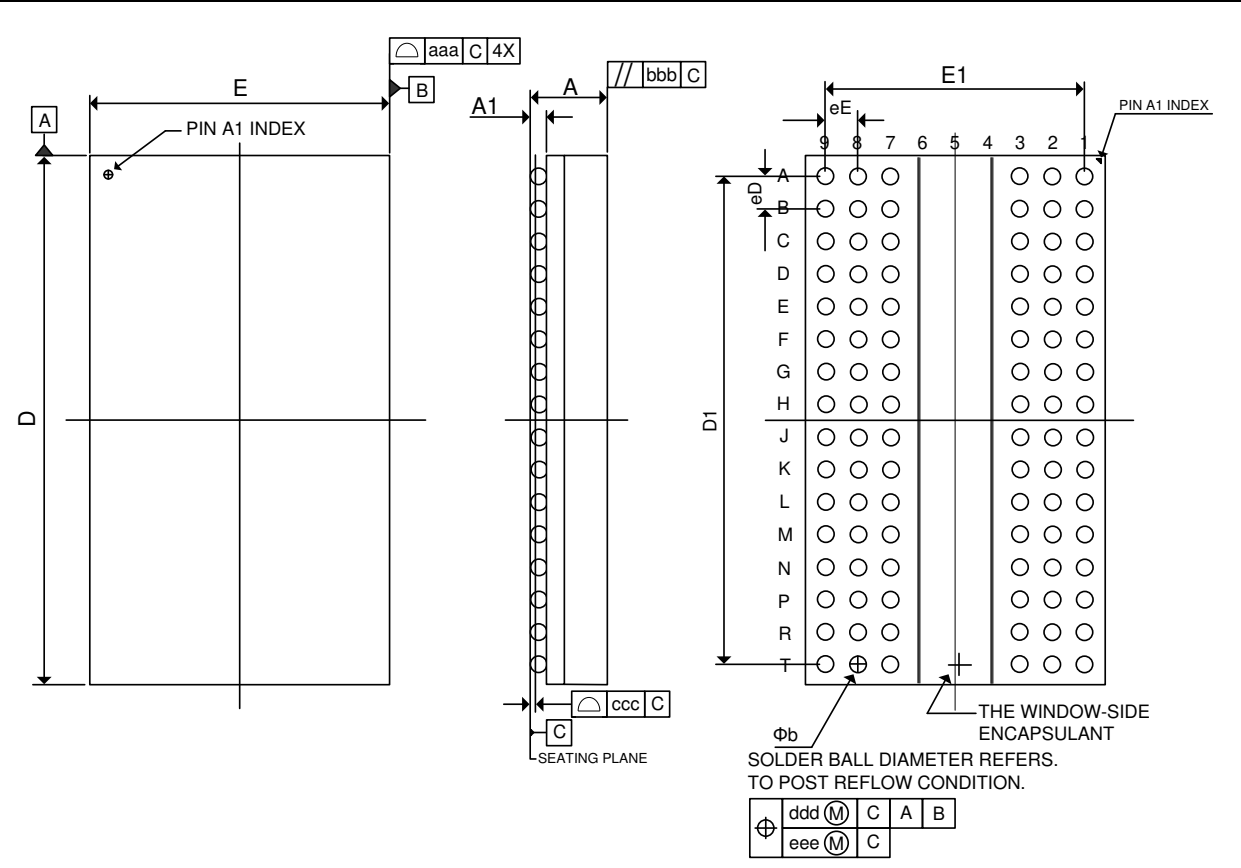 aaa C 4X
E
B
A
PIN A1 INDEX
D
bbb C
A
A1
ccc C
C
SEATING PLANE
E1
eE
PIN A1 INDEX
9 8 7 6 5 4 3 2 1
eD
D1
A
B
C
D
E
F
G
H
J
K
L
M
N
P
R
T
THE WINDOW-SIDE
ENCAPSULANT
Φb
SOLDER BALL DIAMETER REFERS.
TO POST REFLOW CONDITION.
ddd M C A B
eee M C